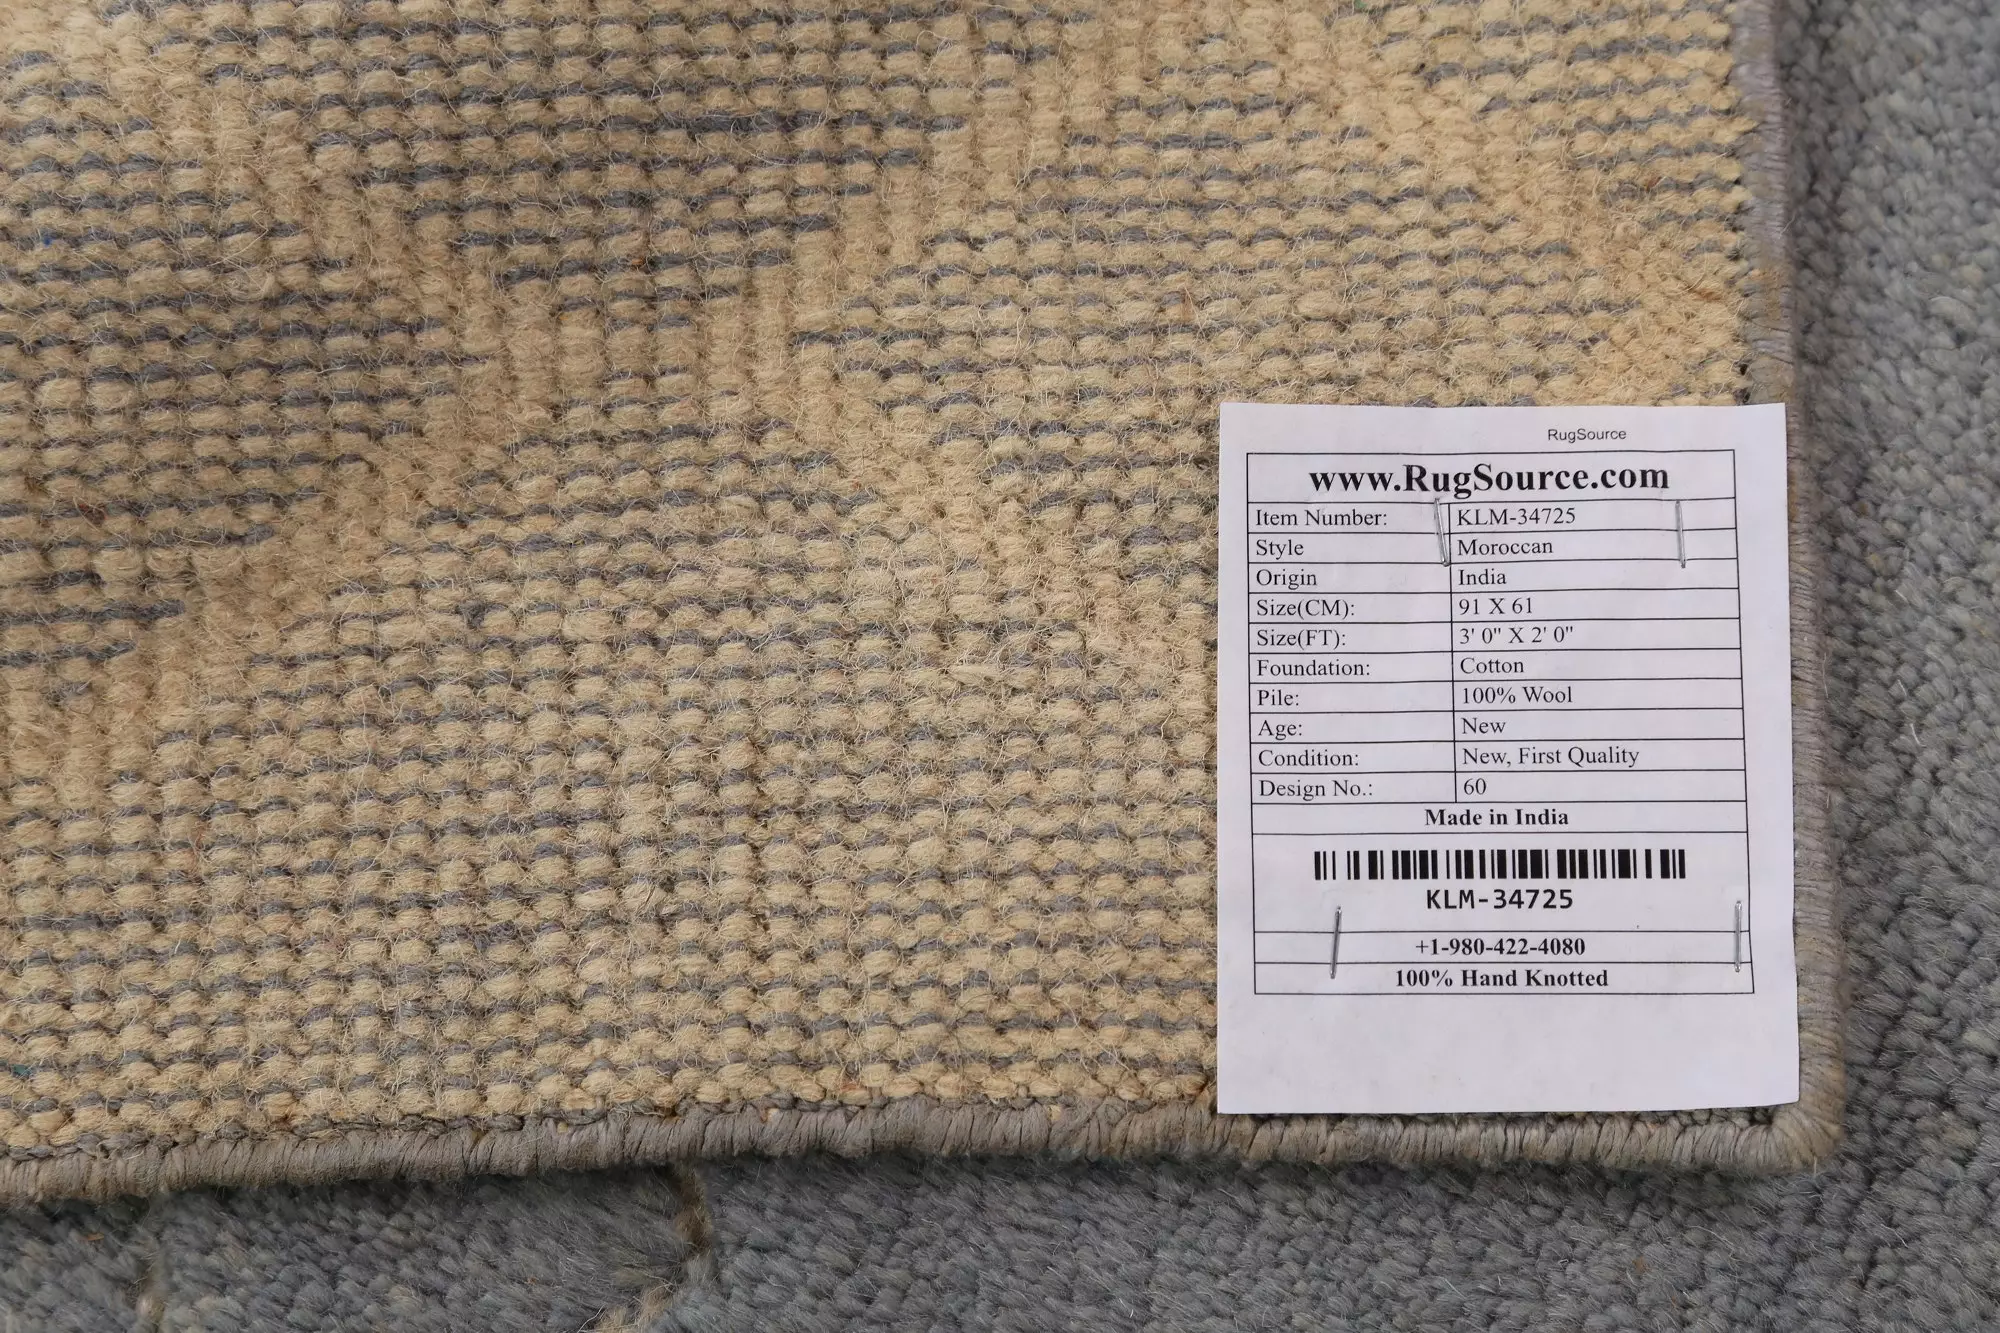 RugSource
www.RugSource.com
Item Number: KLM-34725
Style Moroccan
Origin India
Size(CM): 91 X 61
Size(FT): 3' 0" X 2' 0"
Foundation: Cotton
Pile: 100% Wool
Age: New
Condition: New, First Quality
Design No.: 60
Made in India
KLM-34725
+1-980-422-4080
100% Hand Knotted